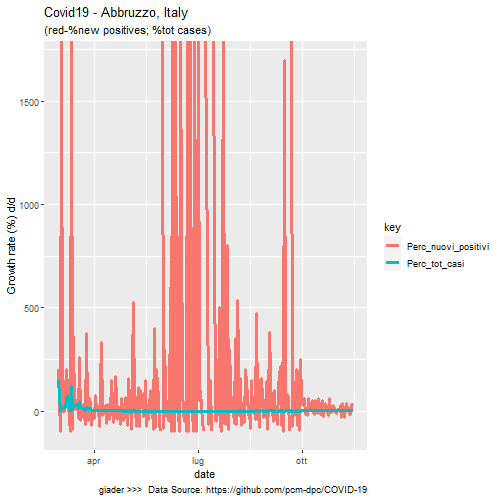 Covid19 - Abbruzzo, Italy
(red-%new positives; %tot cases)
Growth rate (%) d/d
1500
1000
500
0
apr
lug
ott
date
key
Perc_nuovi_positivi
Perc_tot_casi
giader >>> Data Source: https://github.com/pcm-dpc/COVID-19